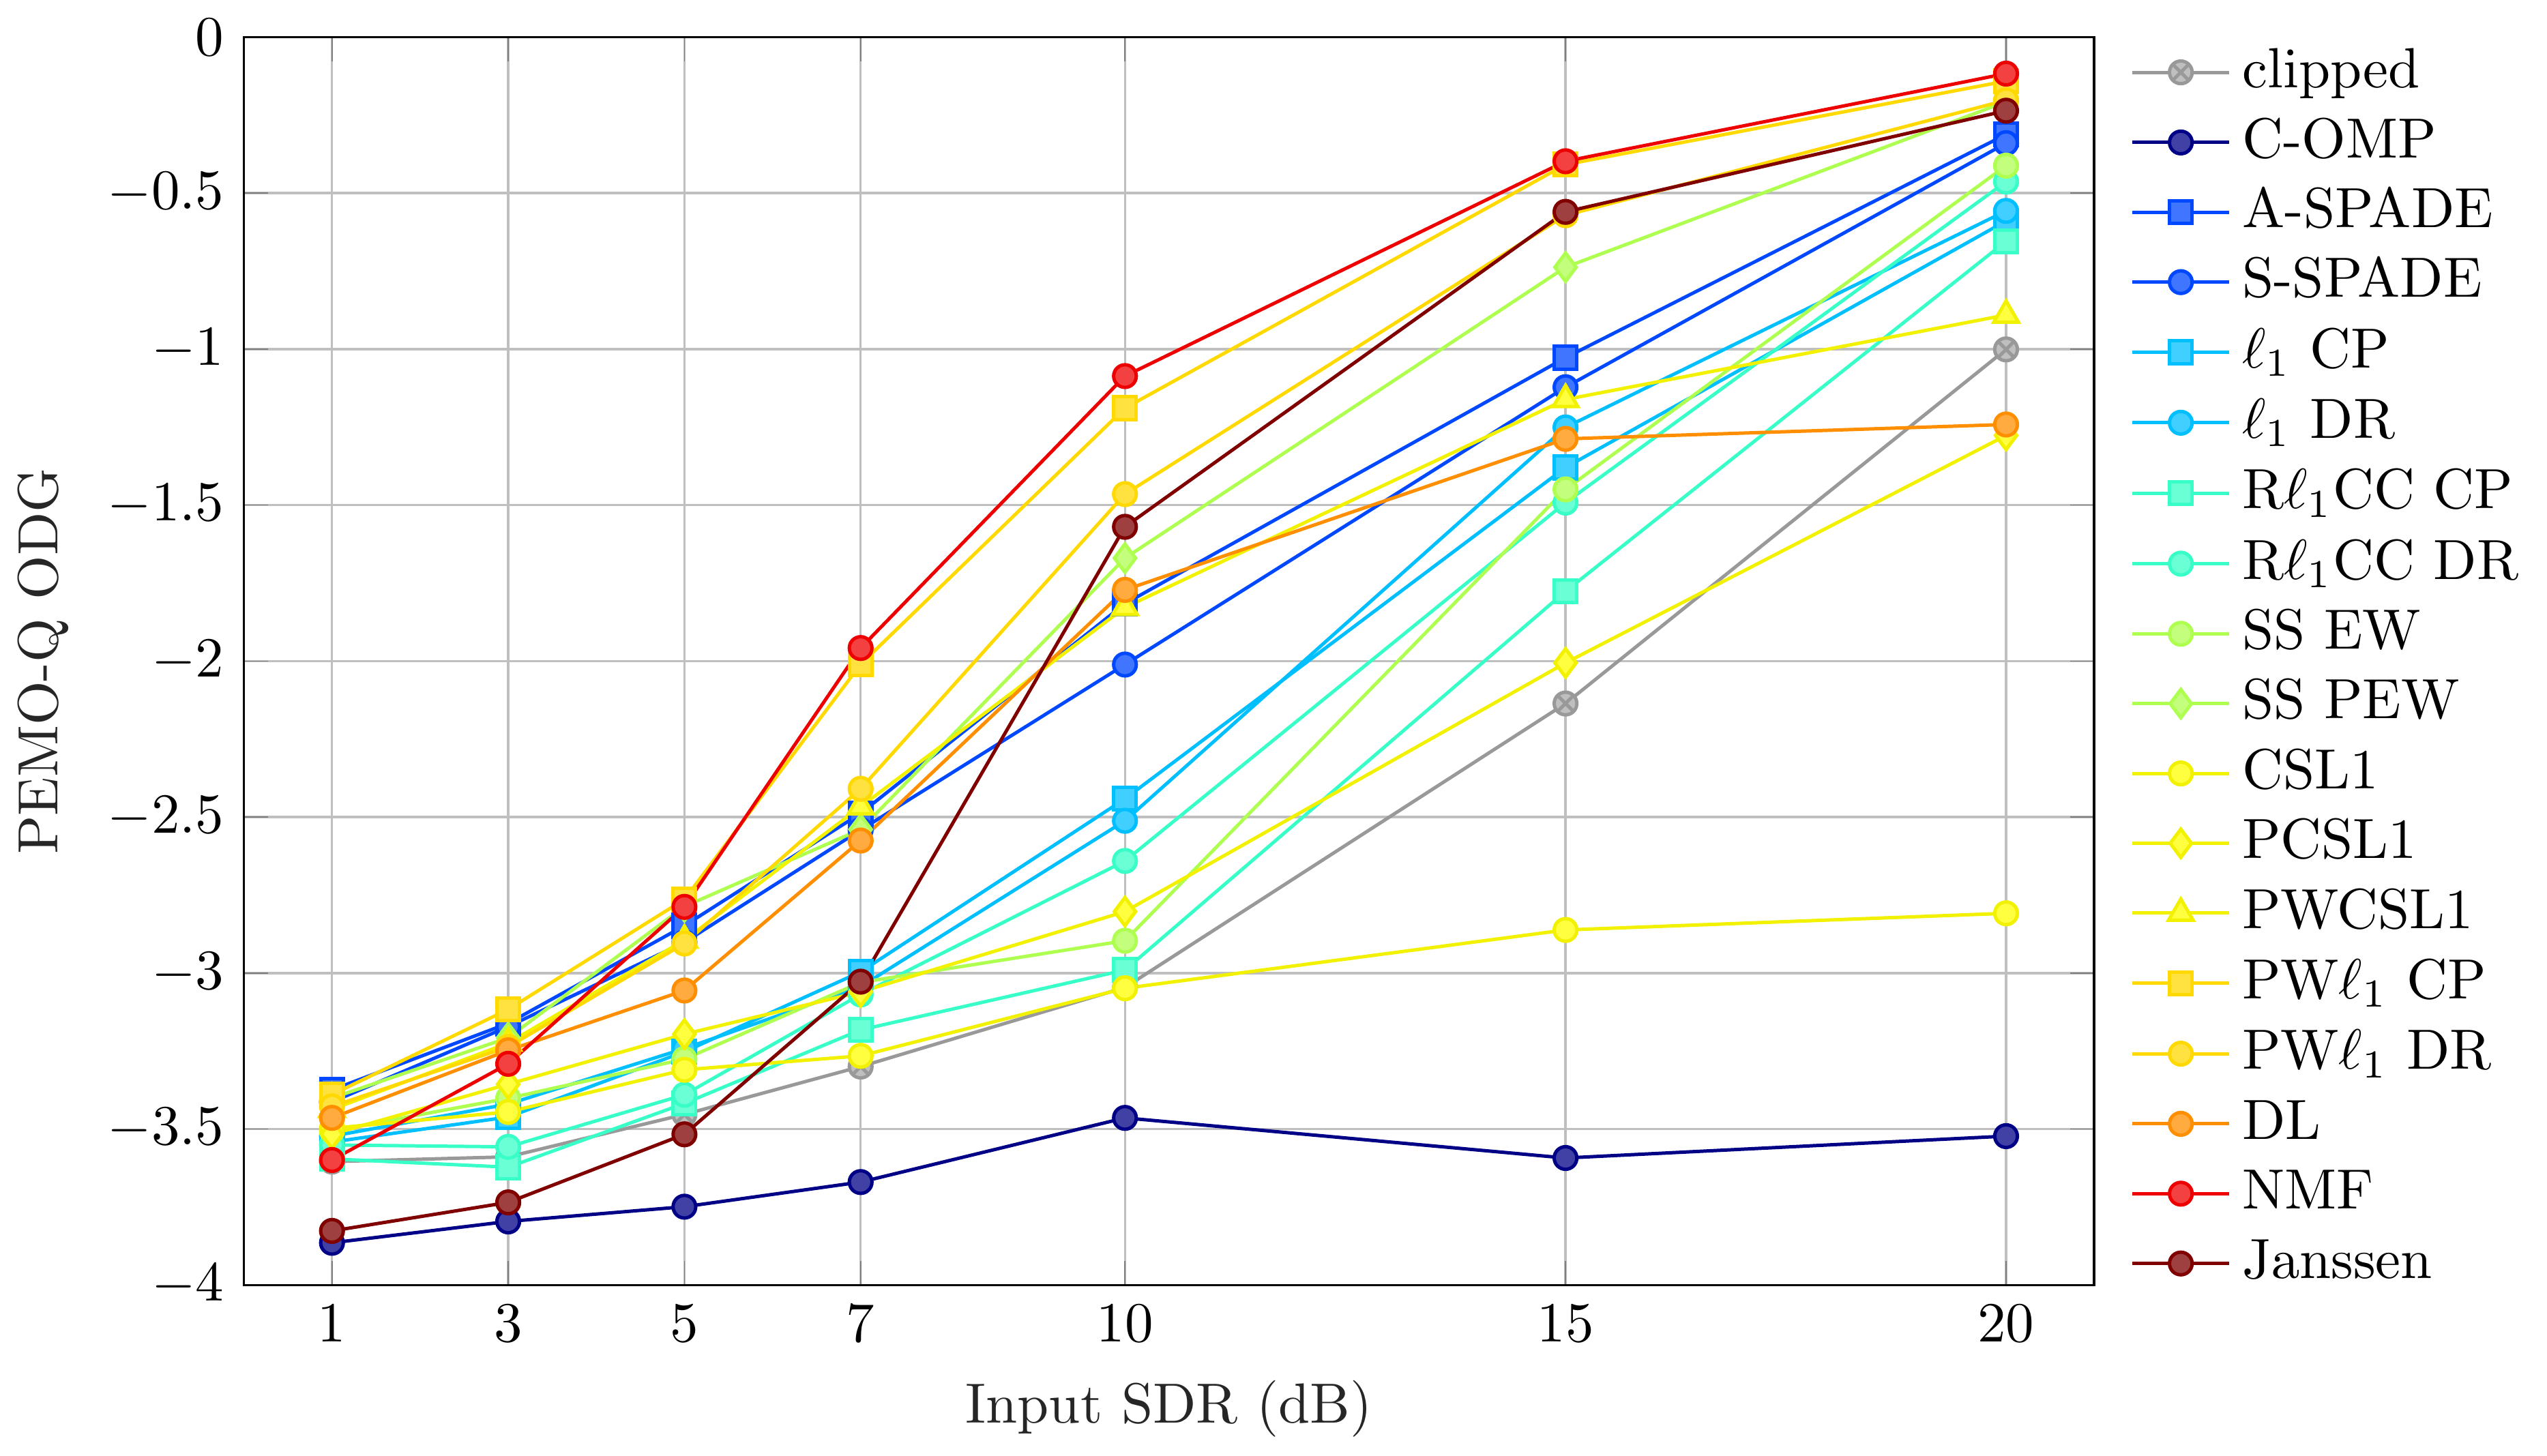 0
−0.5
−1
−1.5
−2
−2.5
−3
−3.5
−4
PEMO-Q ODG
1 3 5 7 10 15 20
Input SDR (dB)
clipped
C-OMP
A-SPADE
S-SPADE
ℓ₁ CP
ℓ₁ DR
Rℓ₁CC CP
Rℓ₁CC DR
SS EW
SS PEW
CSL1
PCSL1
PWCSL1
PWℓ₁ CP
PWℓ₁ DR
DL
NMF
Janssen